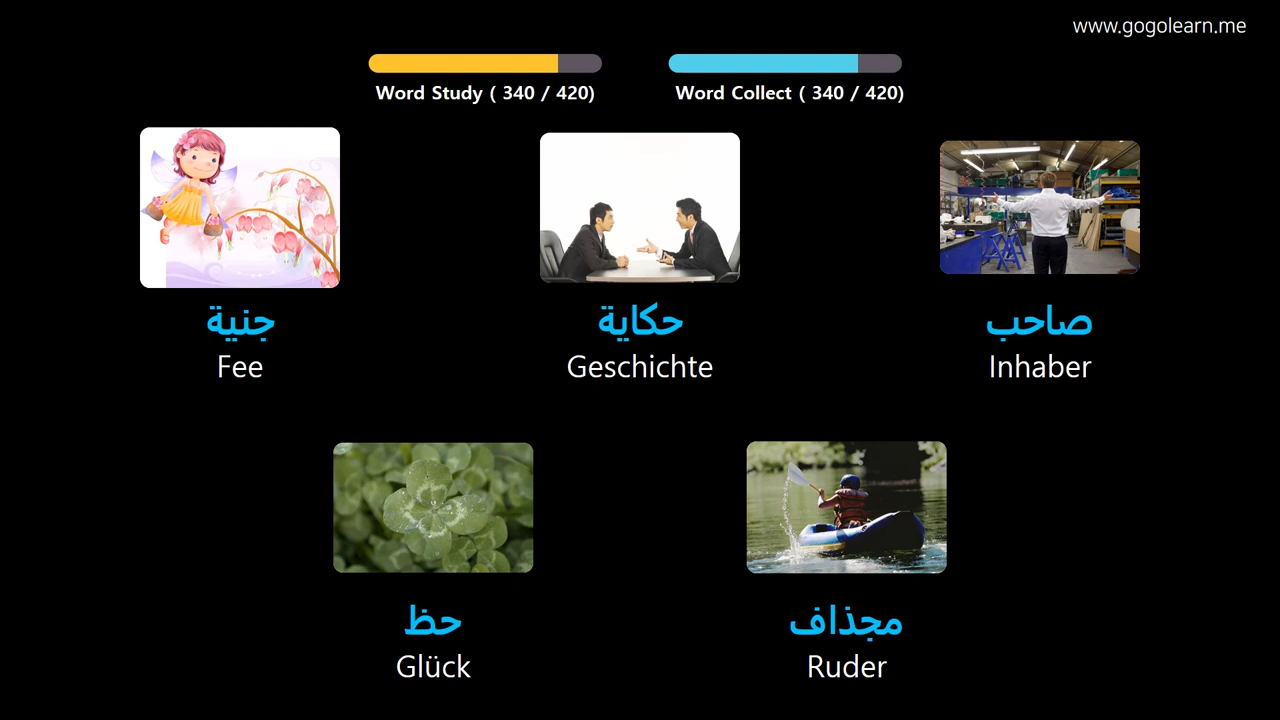 www.gogolearn.me
Word Study ( 340 / 420)
Word Collect ( 340 / 420)
جنية
Fee
حكاية
Geschichte
صاحب
Inhaber
حظ
Glück
مجذاف
Ruder